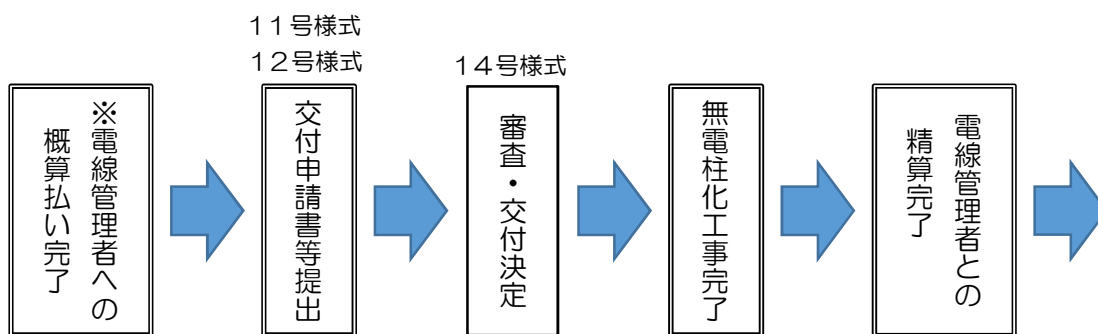 ※電線管理者への
概算払い完了
１１号様式
１２号様式
交付申請書等提出
１４号様式
審査・交付決定
無電柱化工事完了
電線管理者との
精算完了